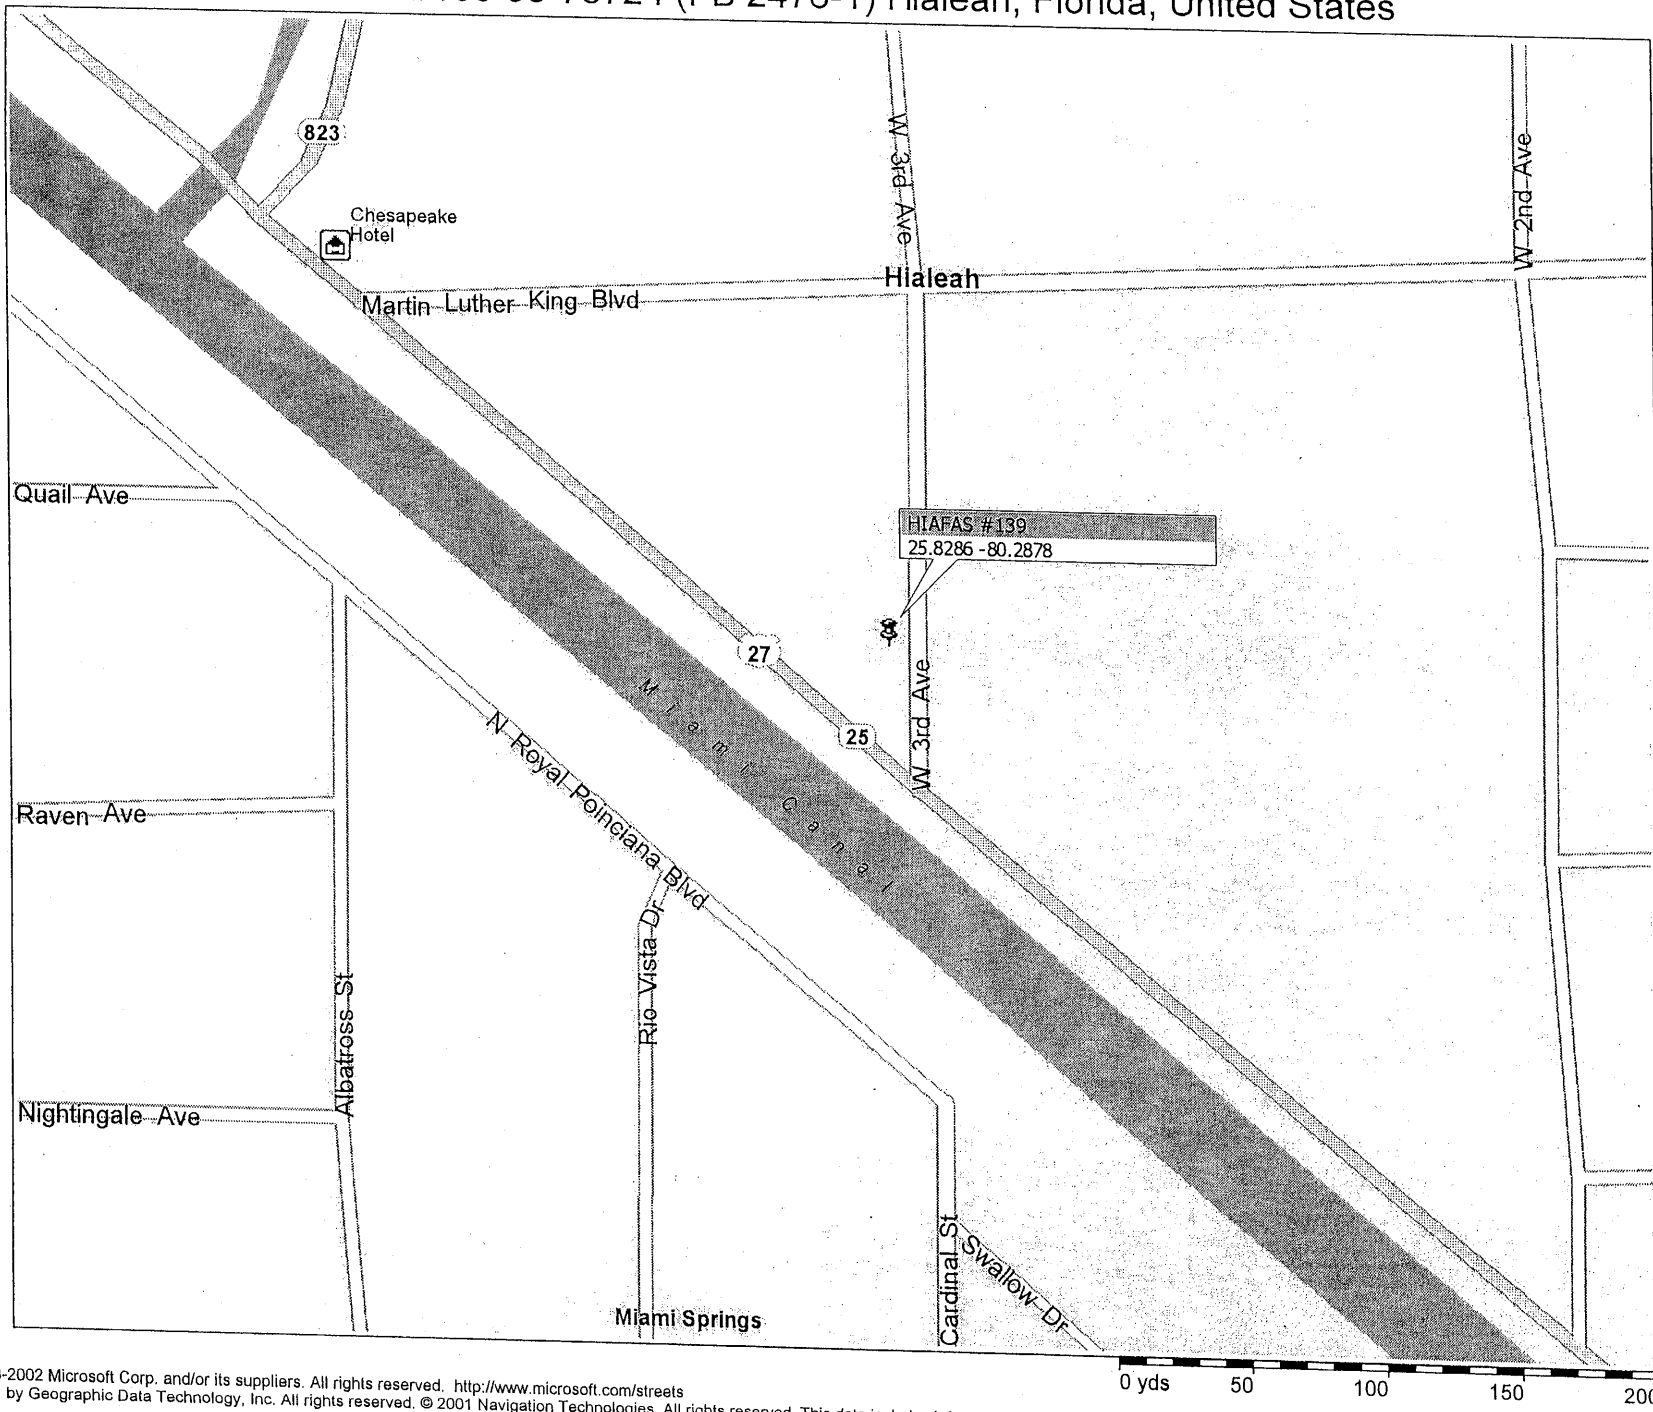 Hialeah, Florida, United States
823
W 3rd Ave
W 2nd Ave
Chesapeake
Hotel
Hialeah
Martin Luther King Blvd
Quail Ave
HIAFAS #139
25.8286 -80.2878
27
25
W 3rd Ave
Miami Canal
N Royal Poinciana Blvd
Raven Ave
Rio Vista Dr
Albatross St
Nightingale Ave
Cardinal St
Swallow Dr
Miami Springs
-2002 Microsoft Corp. and/or its suppliers. All rights reserved. http://www.microsoft.com/streets
by Geographic Data Technology, Inc. All rights reserved. © 2001 Navigation Technologies. All rights reserved. This data
0 yds 50 100 150 200